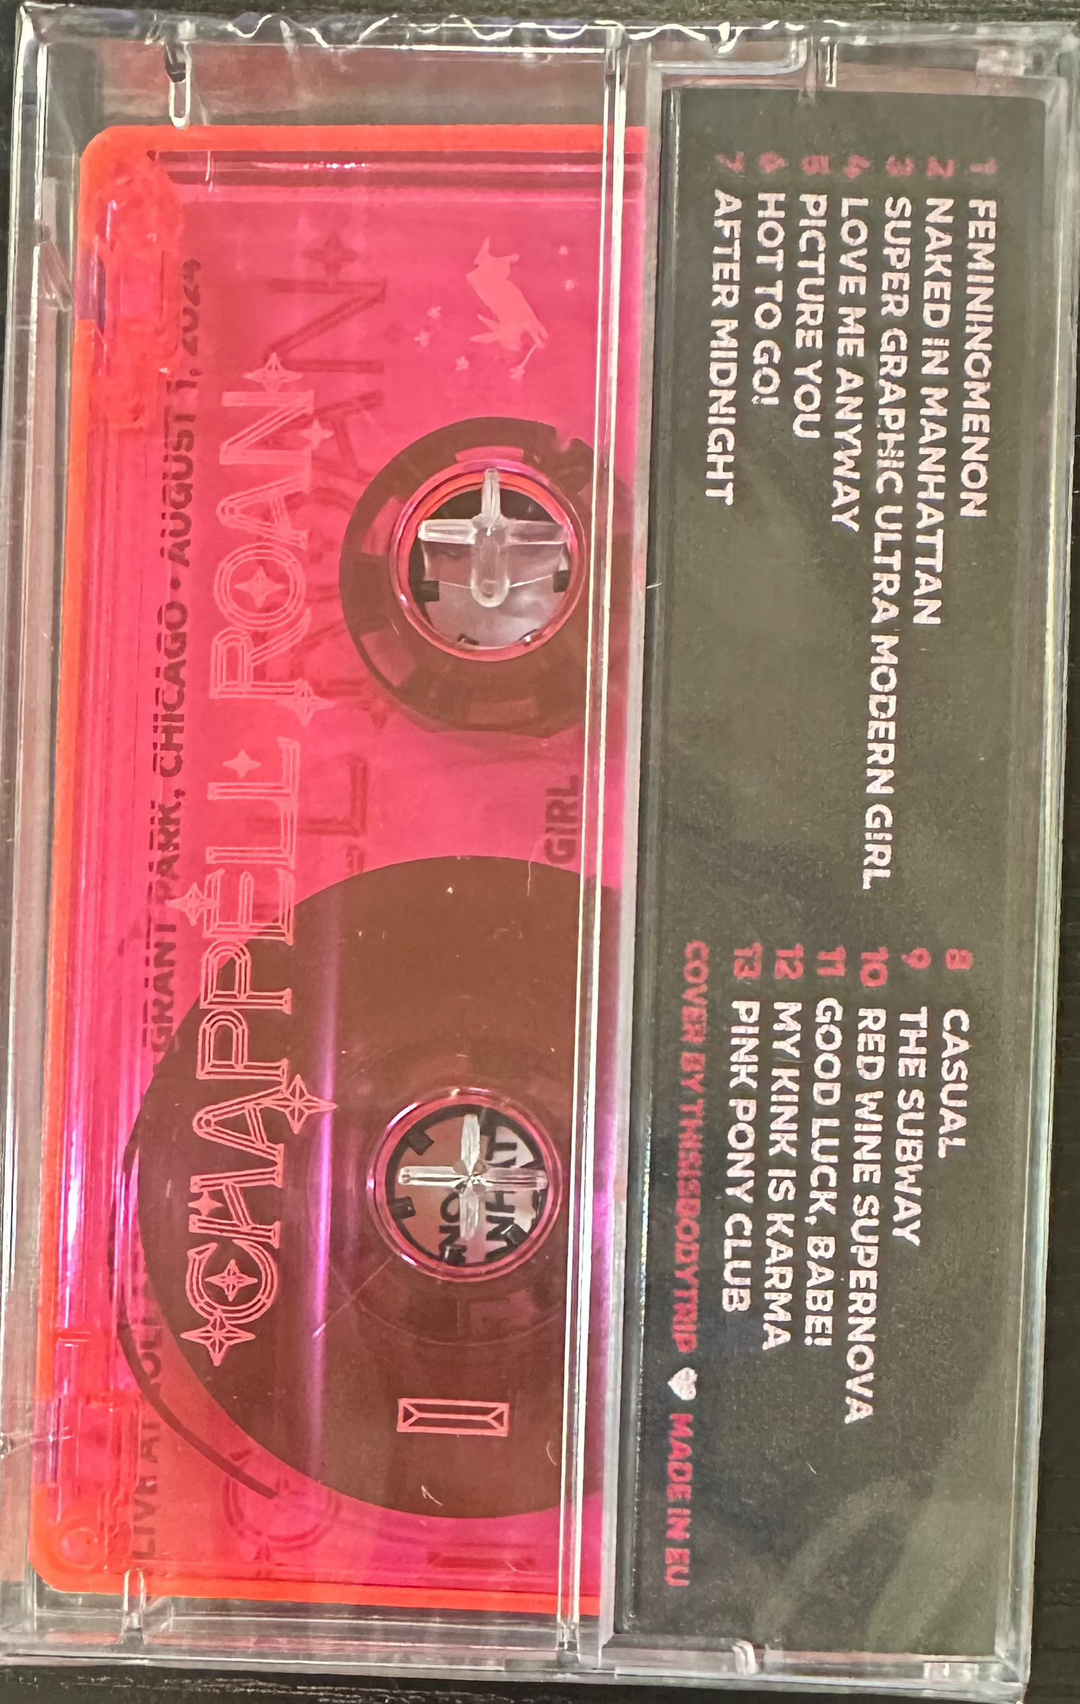 1 FEMININOMENON
2 NAKED IN MANHATTAN
3 SUPER GRAPHIC ULTRA MODERN GIRL
4 LOVE ME ANYWAY
5 PICTURE YOU
6 HOT TO GO!
7 AFTER MIDNIGHT
8 CASUAL
9 THE SUBWAY
10 RED WINE SUPERNOVA
11 GOOD LUCK, BABE!
12 MY KINK IS KARMA
13 PINK PONY CLUB
COVER BY THISISBODYTRIP ♥ MADE IN EU
GIRL
CHAPPELL ROAN
LIVE AT GRANT PARK, CHICAGO • AUGUST 1, 2024